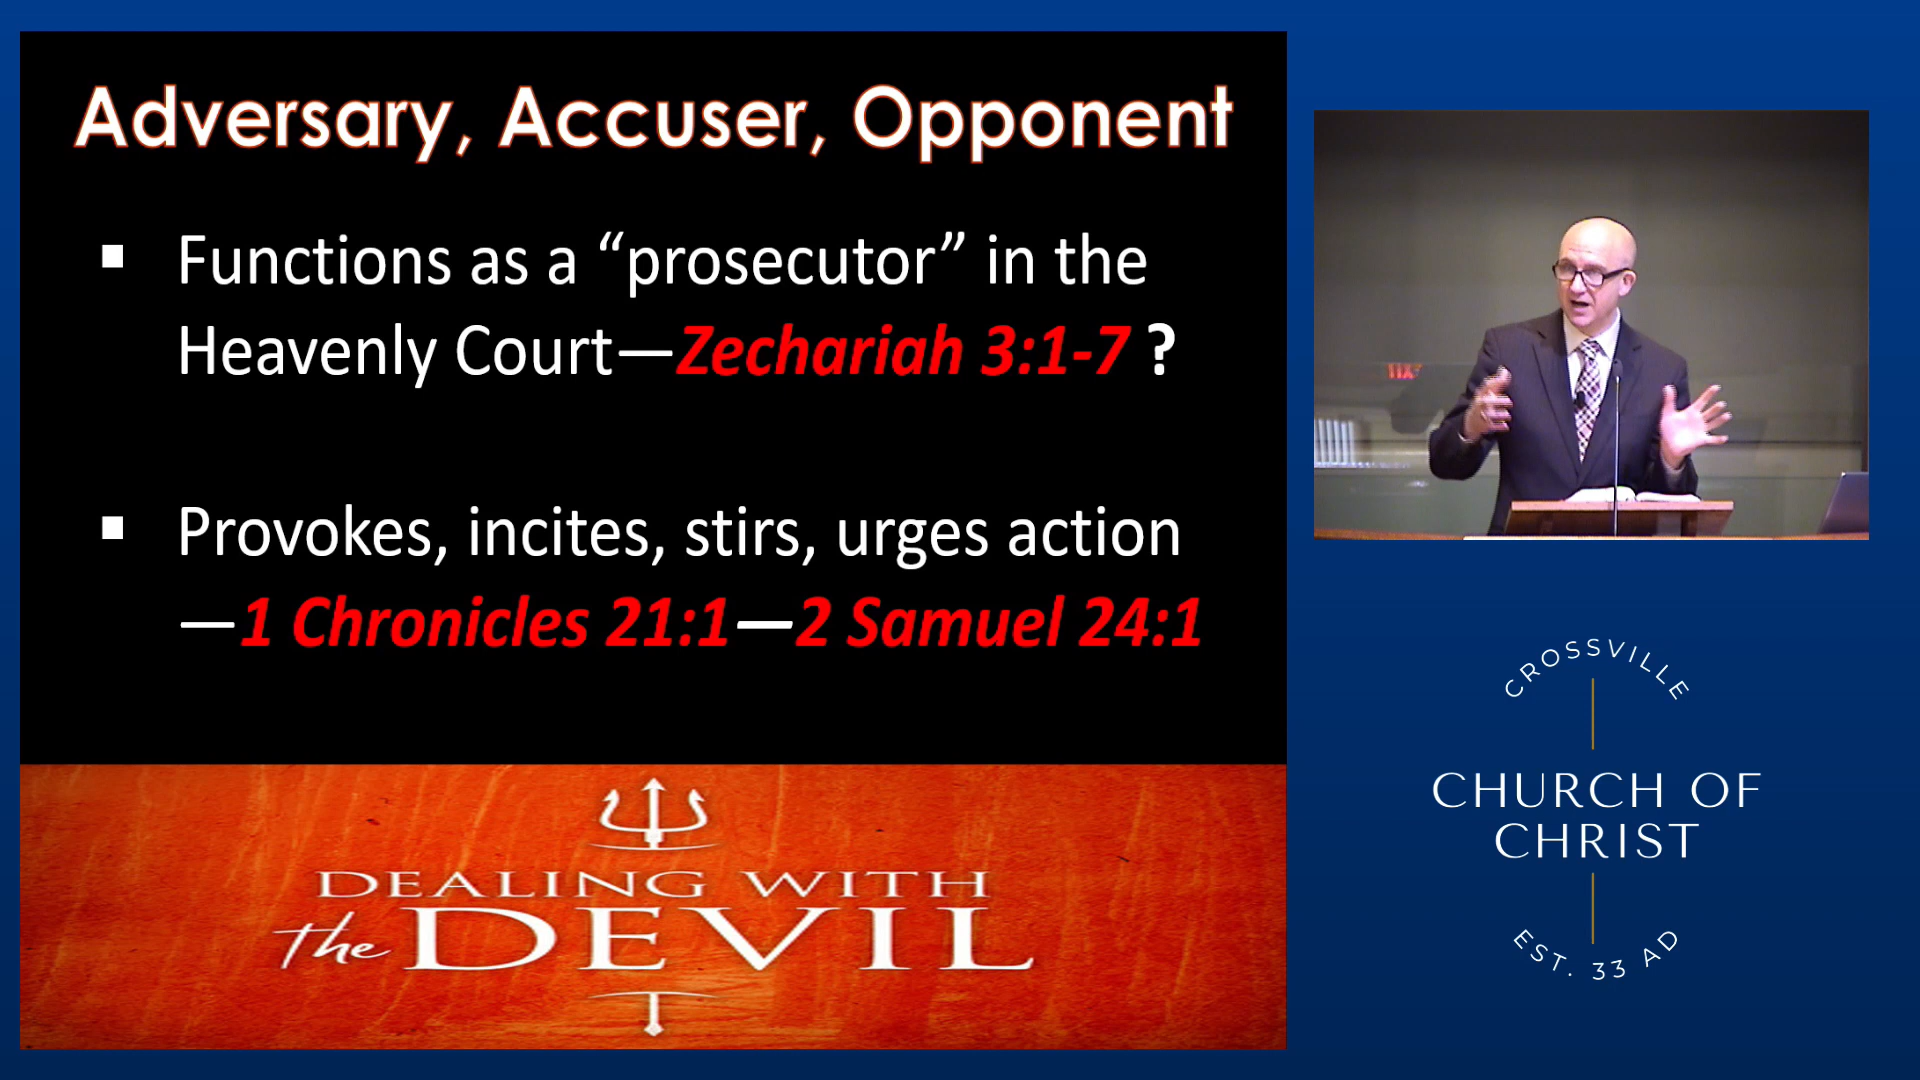 Adversary, Accuser, Opponent
▪ Functions as a “prosecutor” in the
Heavenly Court—Zechariah 3:1-7 ?
▪ Provokes, incites, stirs, urges action
—1 Chronicles 21:1—2 Samuel 24:1
DEALING WITH
the DEVIL
CROSSVILLE
CHURCH OF
CHRIST
EST. 33 AD